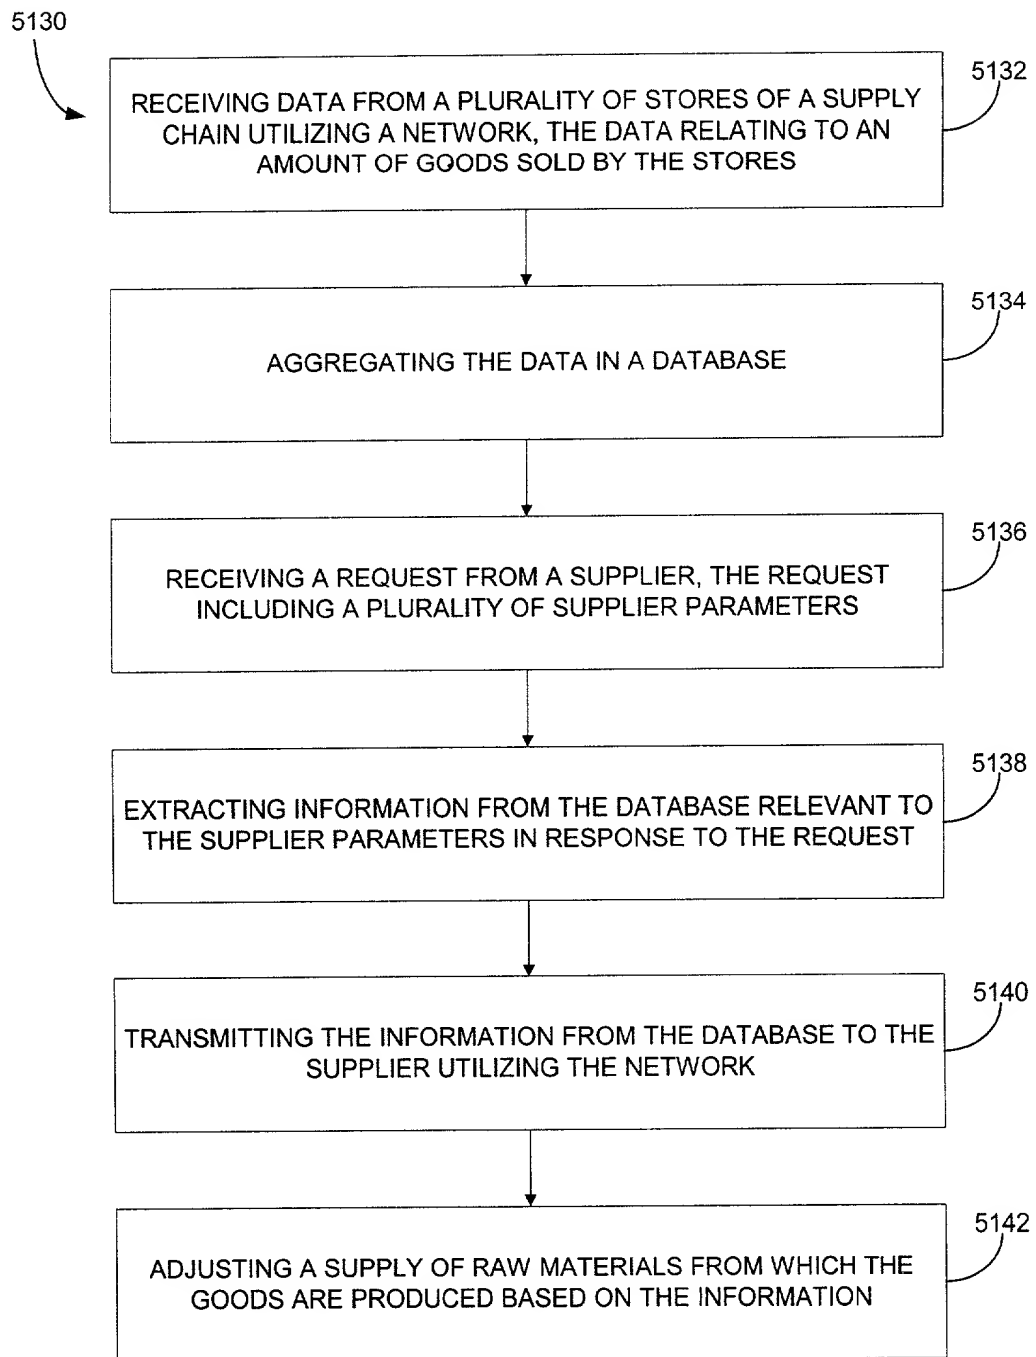 5130
5132
RECEIVING DATA FROM A PLURALITY OF STORES OF A SUPPLY
CHAIN UTILIZING A NETWORK, THE DATA RELATING TO AN
AMOUNT OF GOODS SOLD BY THE STORES
5134
AGGREGATING THE DATA IN A DATABASE
5136
RECEIVING A REQUEST FROM A SUPPLIER, THE REQUEST
INCLUDING A PLURALITY OF SUPPLIER PARAMETERS
5138
EXTRACTING INFORMATION FROM THE DATABASE RELEVANT TO
THE SUPPLIER PARAMETERS IN RESPONSE TO THE REQUEST
5140
TRANSMITTING THE INFORMATION FROM THE DATABASE TO THE
SUPPLIER UTILIZING THE NETWORK
5142
ADJUSTING A SUPPLY OF RAW MATERIALS FROM WHICH THE
GOODS ARE PRODUCED BASED ON THE INFORMATION